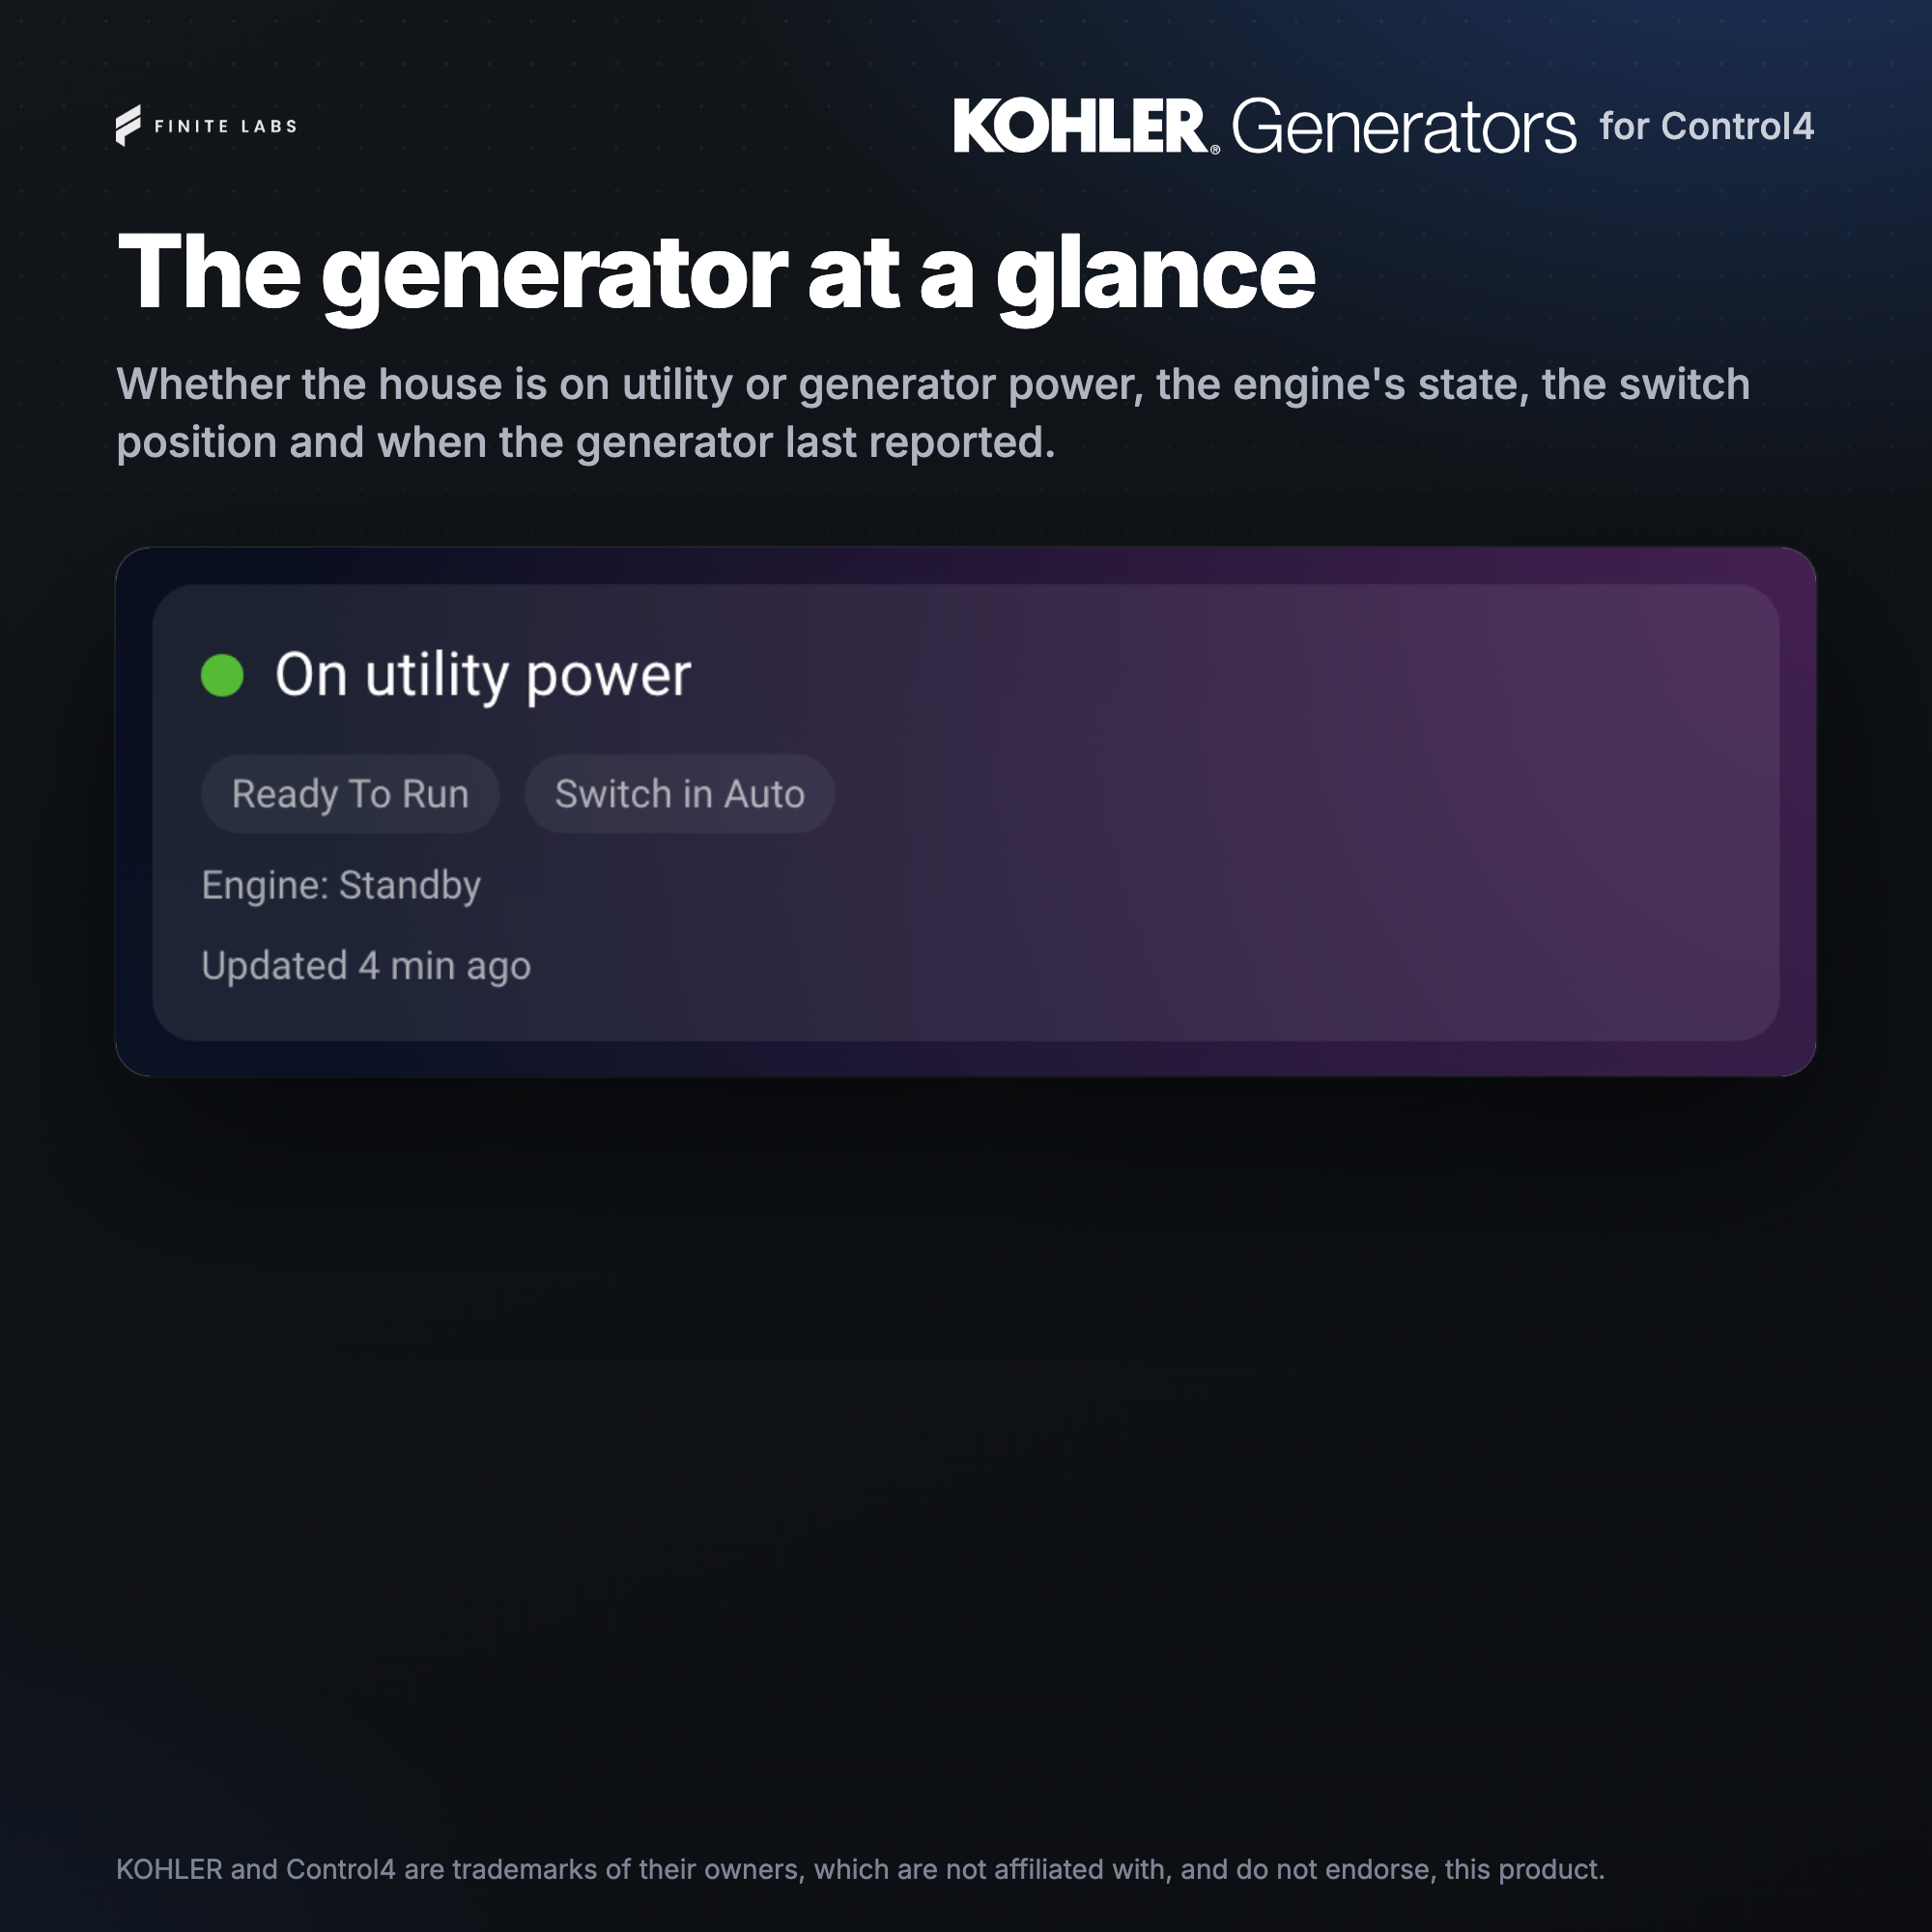 FINITE LABS
KOHLER® Generators for Control4
The generator at a glance
Whether the house is on utility or generator power, the engine's state, the switch
position and when the generator last reported.
On utility power
Ready To Run Switch in Auto
Engine: Standby
Updated 4 min ago
KOHLER and Control4 are trademarks of their owners, which are not affiliated with, and do not endorse, this product.